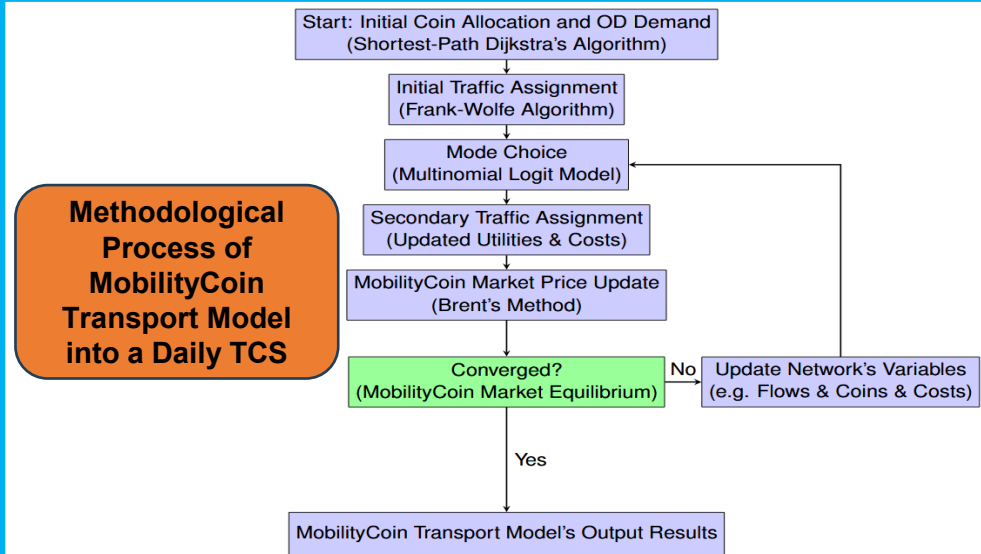 Start: Initial Coin Allocation and OD Demand
(Shortest-Path Dijkstra's Algorithm)
Initial Traffic Assignment
(Frank-Wolfe Algorithm)
Mode Choice
(Multinomial Logit Model)
Methodological
Process of
MobilityCoin
Transport Model
into a Daily TCS
Secondary Traffic Assignment
(Updated Utilities & Costs)
MobilityCoin Market Price Update
(Brent's Method)
Converged?
(MobilityCoin Market Equilibrium)
No
Update Network's Variables
(e.g. Flows & Coins & Costs)
Yes
MobilityCoin Transport Model's Output Results